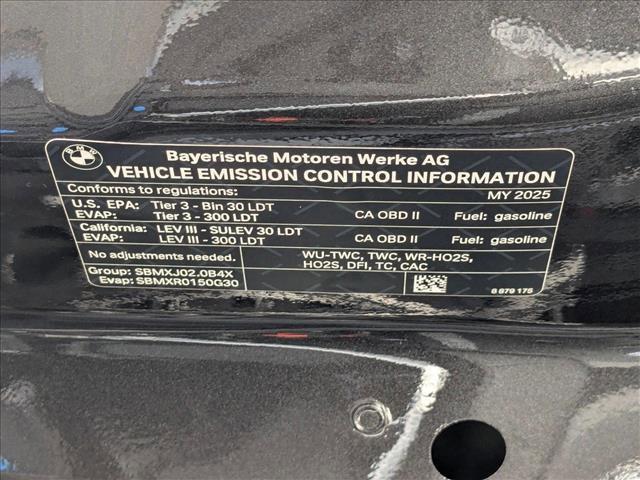 BMW
Bayerische Motoren Werke AG
VEHICLE EMISSION CONTROL INFORMATION
Conforms to regulations: MY 2025
U.S. EPA: Tier 3 - Bin 30 LDT
EVAP: Tier 3 - 300 LDT CA OBD II Fuel: gasoline
California: LEV III - SULEV 30 LDT
EVAP: LEV III - 300 LDT CA OBD II Fuel: gasoline
No adjustments needed.
WU-TWC, TWC, WR-HO2S,
HO2S, DFI, TC, CAC
Group: SBMXJ02.0B4X
Evap: SBMXR0150G30
8 879 175